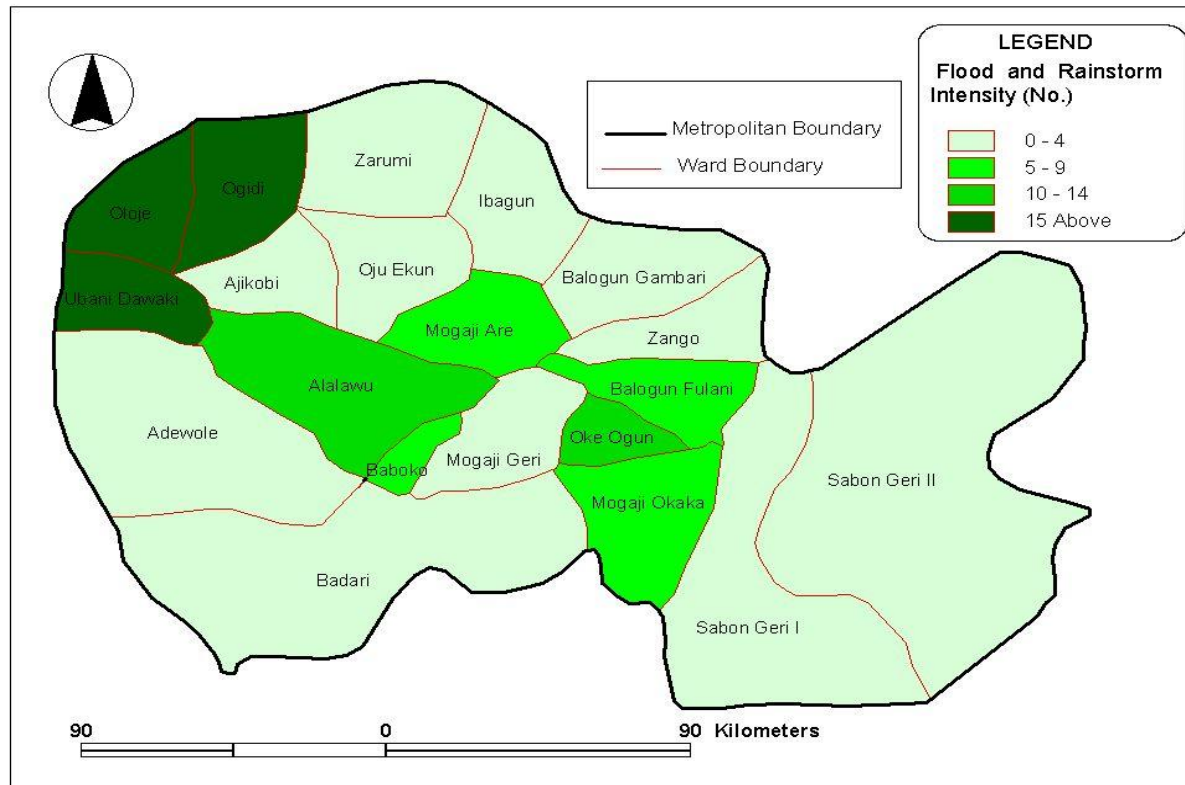 LEGEND
Flood and Rainstorm
Intensity (No.)
0 - 4
5 - 9
10 - 14
15 Above
Metropolitan Boundary
Ward Boundary
Zarumi
Ogidi
Oloje
Ibagun
Ajikobi
Oju Ekun
Balogun Gambari
Ubani Dawaki
Mogaji Are
Zango
Alalawu
Balogun Fulani
Adewole
Oke Ogun
Mogaji Geri
Baboko
Sabon Geri II
Mogaji Okaka
Badari
Sabon Geri I
90 0 90 Kilometers